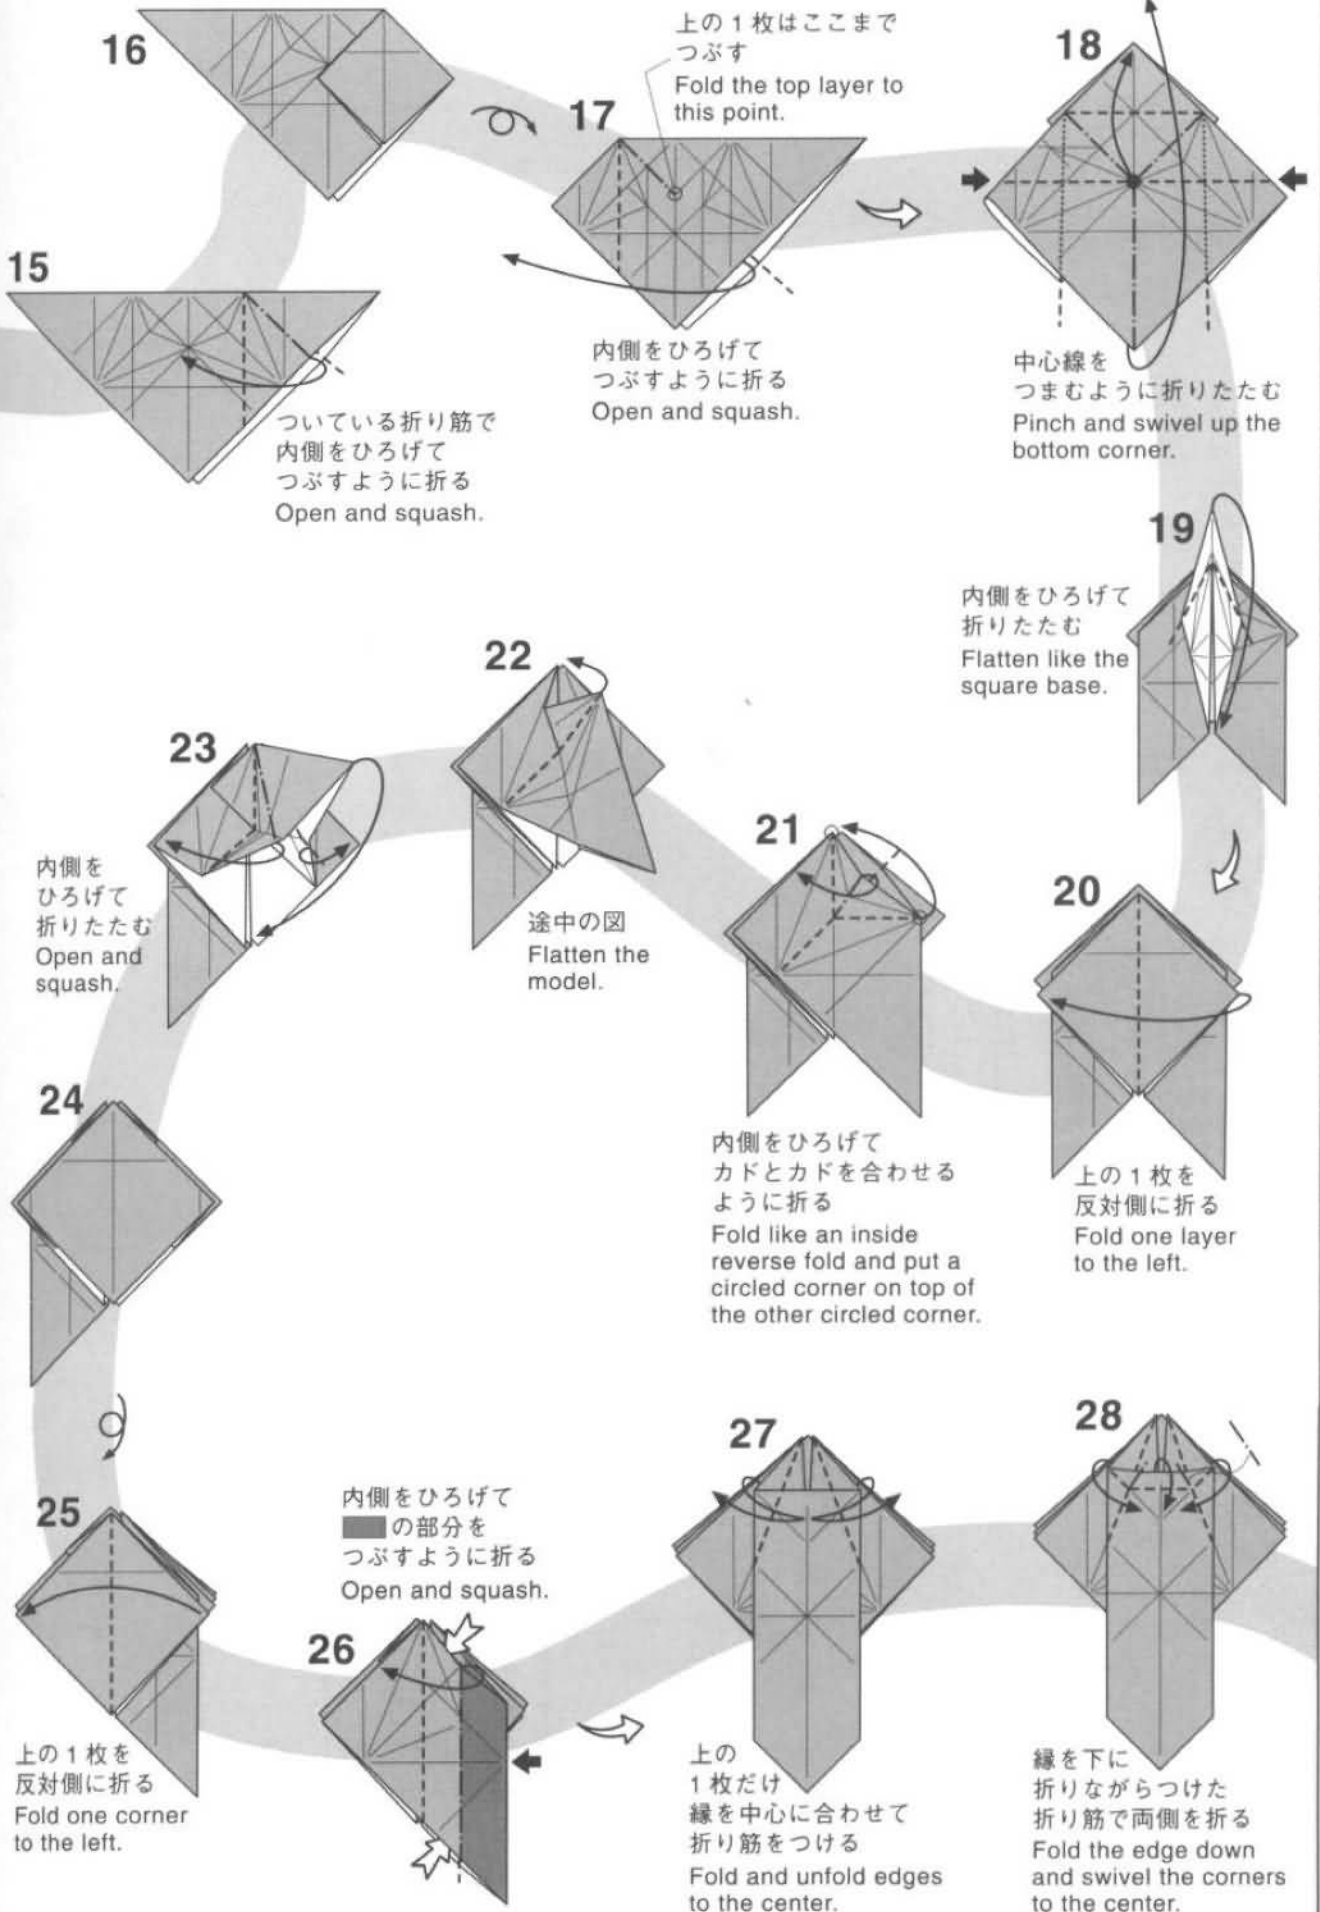 15
ついている折り筋で
内側をひろげて
つぶすように折る
Open and squash.
16
17
上の1枚はここまで
つぶす
Fold the top layer to
this point.
内側をひろげて
つぶすように折る
Open and squash.
18
中心線を
つまむように折りたたむ
Pinch and swivel up the
bottom corner.
19
内側をひろげて
折りたたむ
Flatten like the
square base.
20
上の1枚を
反対側に折る
Fold one layer
to the left.
21
内側をひろげて
カドとカドを合わせる
ように折る
Fold like an inside
reverse fold and put a
circled corner on top of
the other circled corner.
22
途中の図
Flatten the
model.
23
内側を
ひろげて
折りたたむ
Open and
squash.
24
25
上の1枚を
反対側に折る
Fold one corner
to the left.
26
内側をひろげて
の部分を
つぶすように折る
Open and squash.
27
上の
1枚だけ
縁を中心に合わせて
折り筋をつける
Fold and unfold edges
to the center.
28
縁を下に
折りながらつけた
折り筋で両側を折る
Fold the edge down
and swivel the corners
to the center.